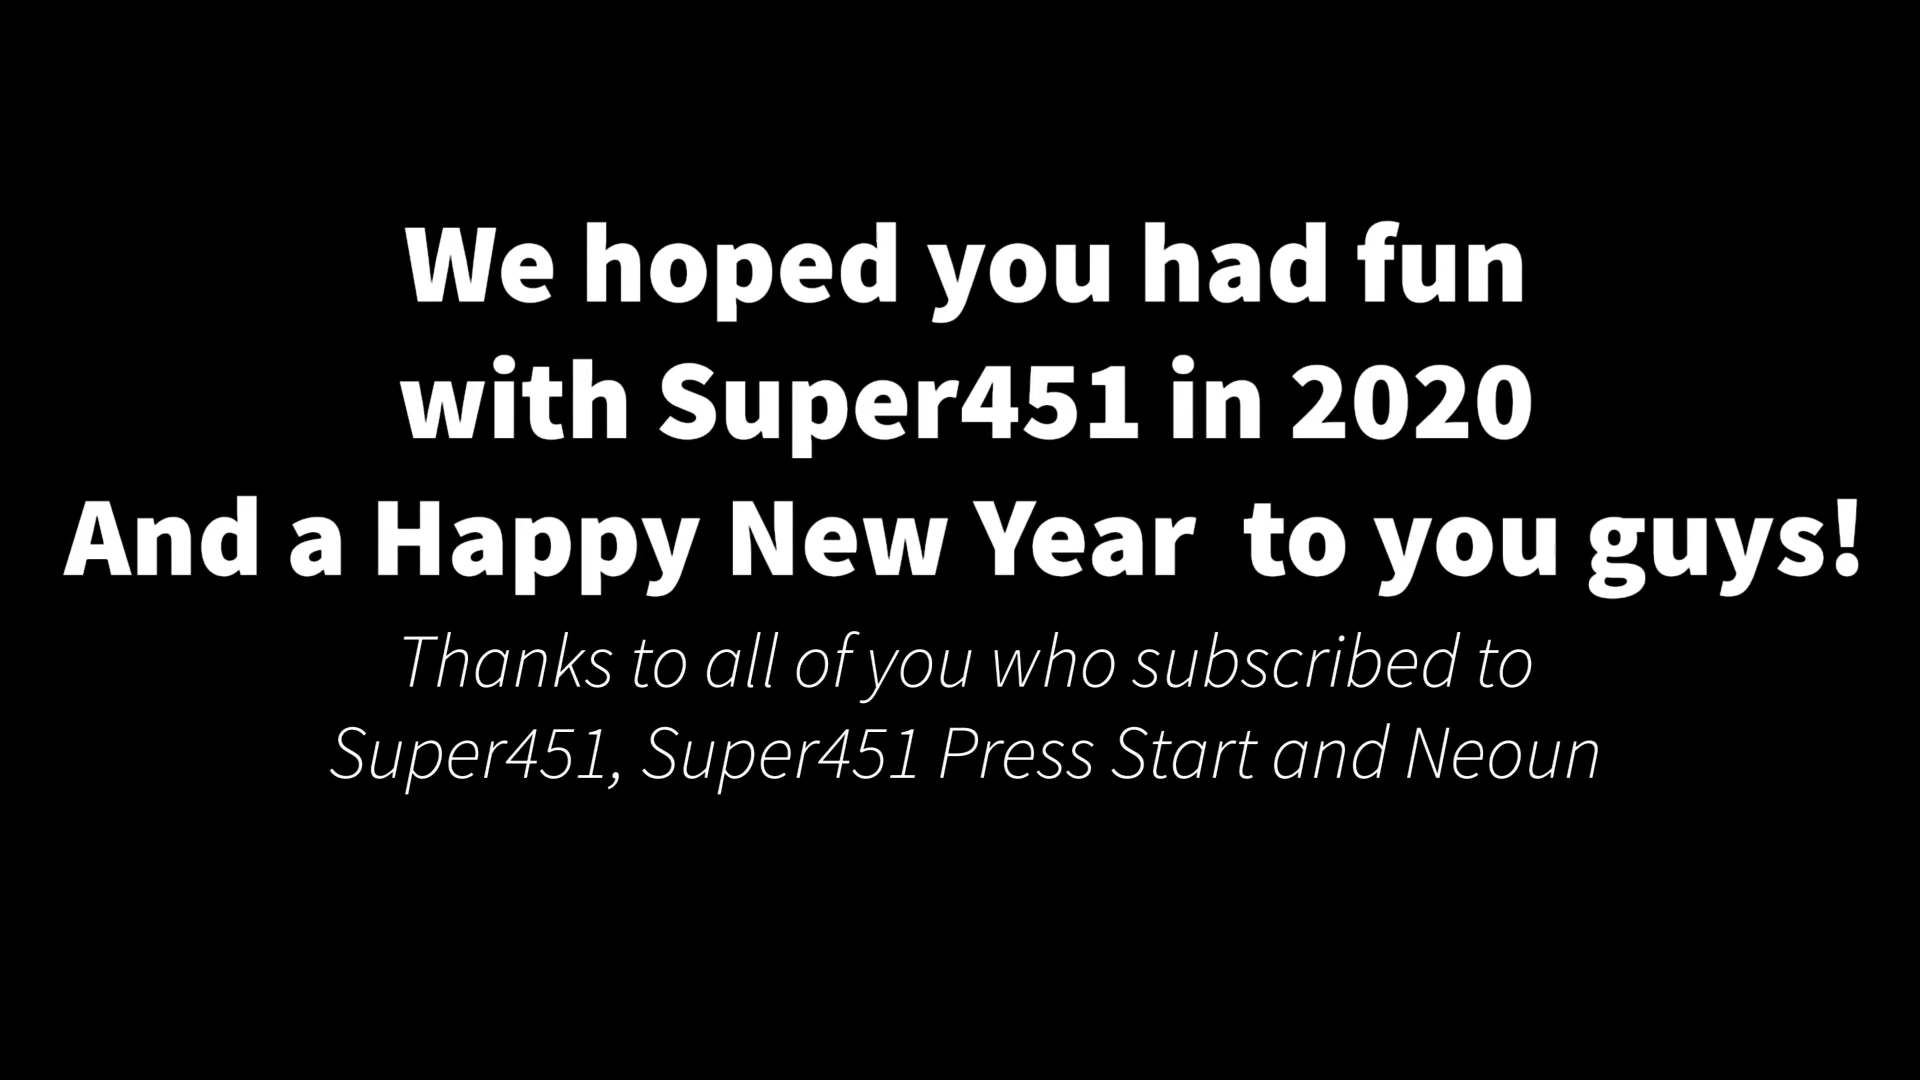 We hoped you had fun
with Super451 in 2020
And a Happy New Year  to you guys!
Thanks to all of you who subscribed to
Super451, Super451 Press Start and Neoun